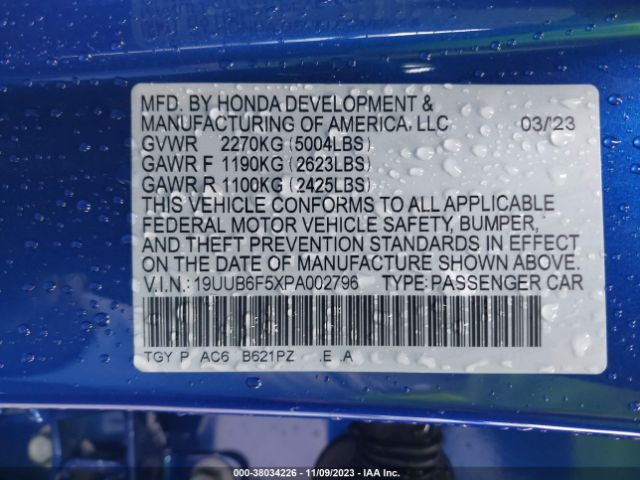 MFD. BY HONDA DEVELOPMENT &
MANUFACTURING OF AMERICA, LLC 03/'23
GVWR 2270KG (5004LBS)
GAWR F 1190KG (2623LBS)
GAWR R 1100KG (2425LBS)
THIS VEHICLE CONFORMS TO ALL APPLICABLE
FEDERAL MOTOR VEHICLE SAFETY, BUMPER,
AND THEFT PREVENTION STANDARDS IN EFFECT
ON THE DATE OF MANUFACTURE SHOWN ABOVE.
V.I.N.: 19UUB6F5XPA002796 TYPE: PASSENGER CAR
TGY P AC6 B621PZ .E .A
000-38034226 - 11/09/2023 - IAA Inc.